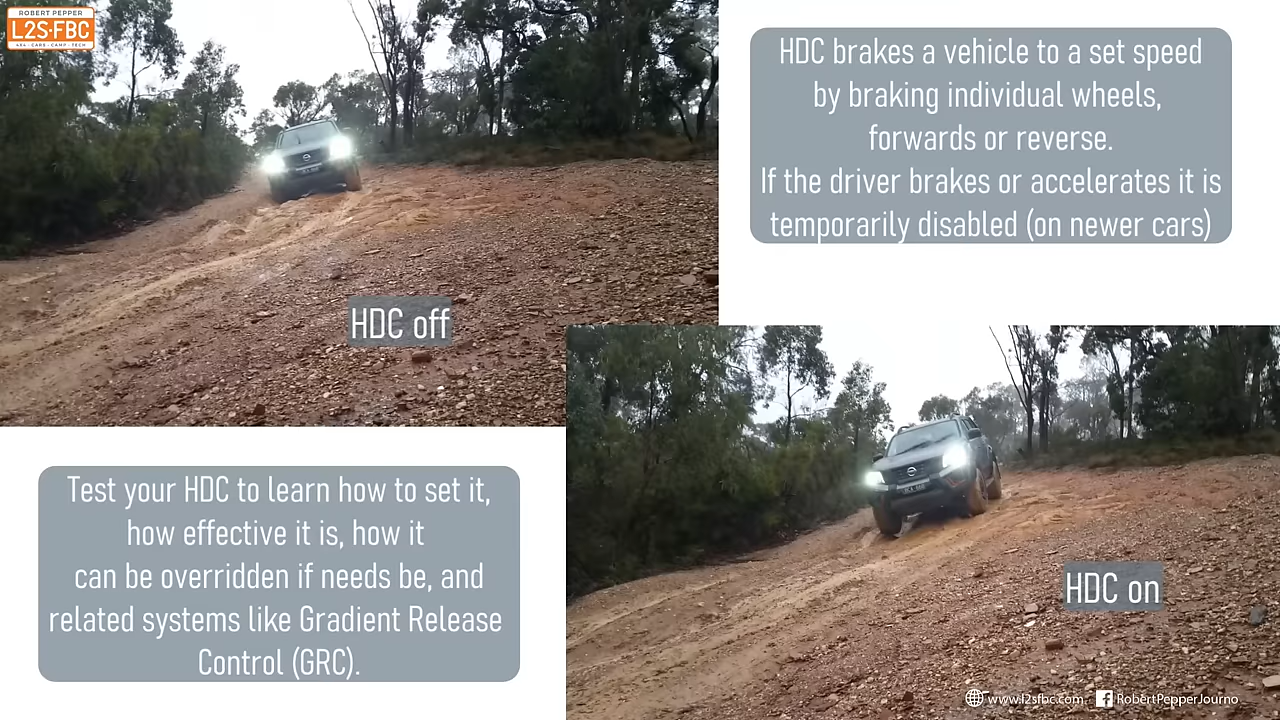 ROBERT PEPPER
L2S·FBC
4X4 · CARS · CAMP · TECH
HDC brakes a vehicle to a set speed
by braking individual wheels,
forwards or reverse.
If the driver brakes or accelerates it is
temporarily disabled (on newer cars)
HDC off
HDC on
Test your HDC to learn how to set it,
how effective it is, how it
can be overridden if needs be, and
related systems like Gradient Release
Control (GRC).
www.l2sfbc.com
RobertPepperJourno